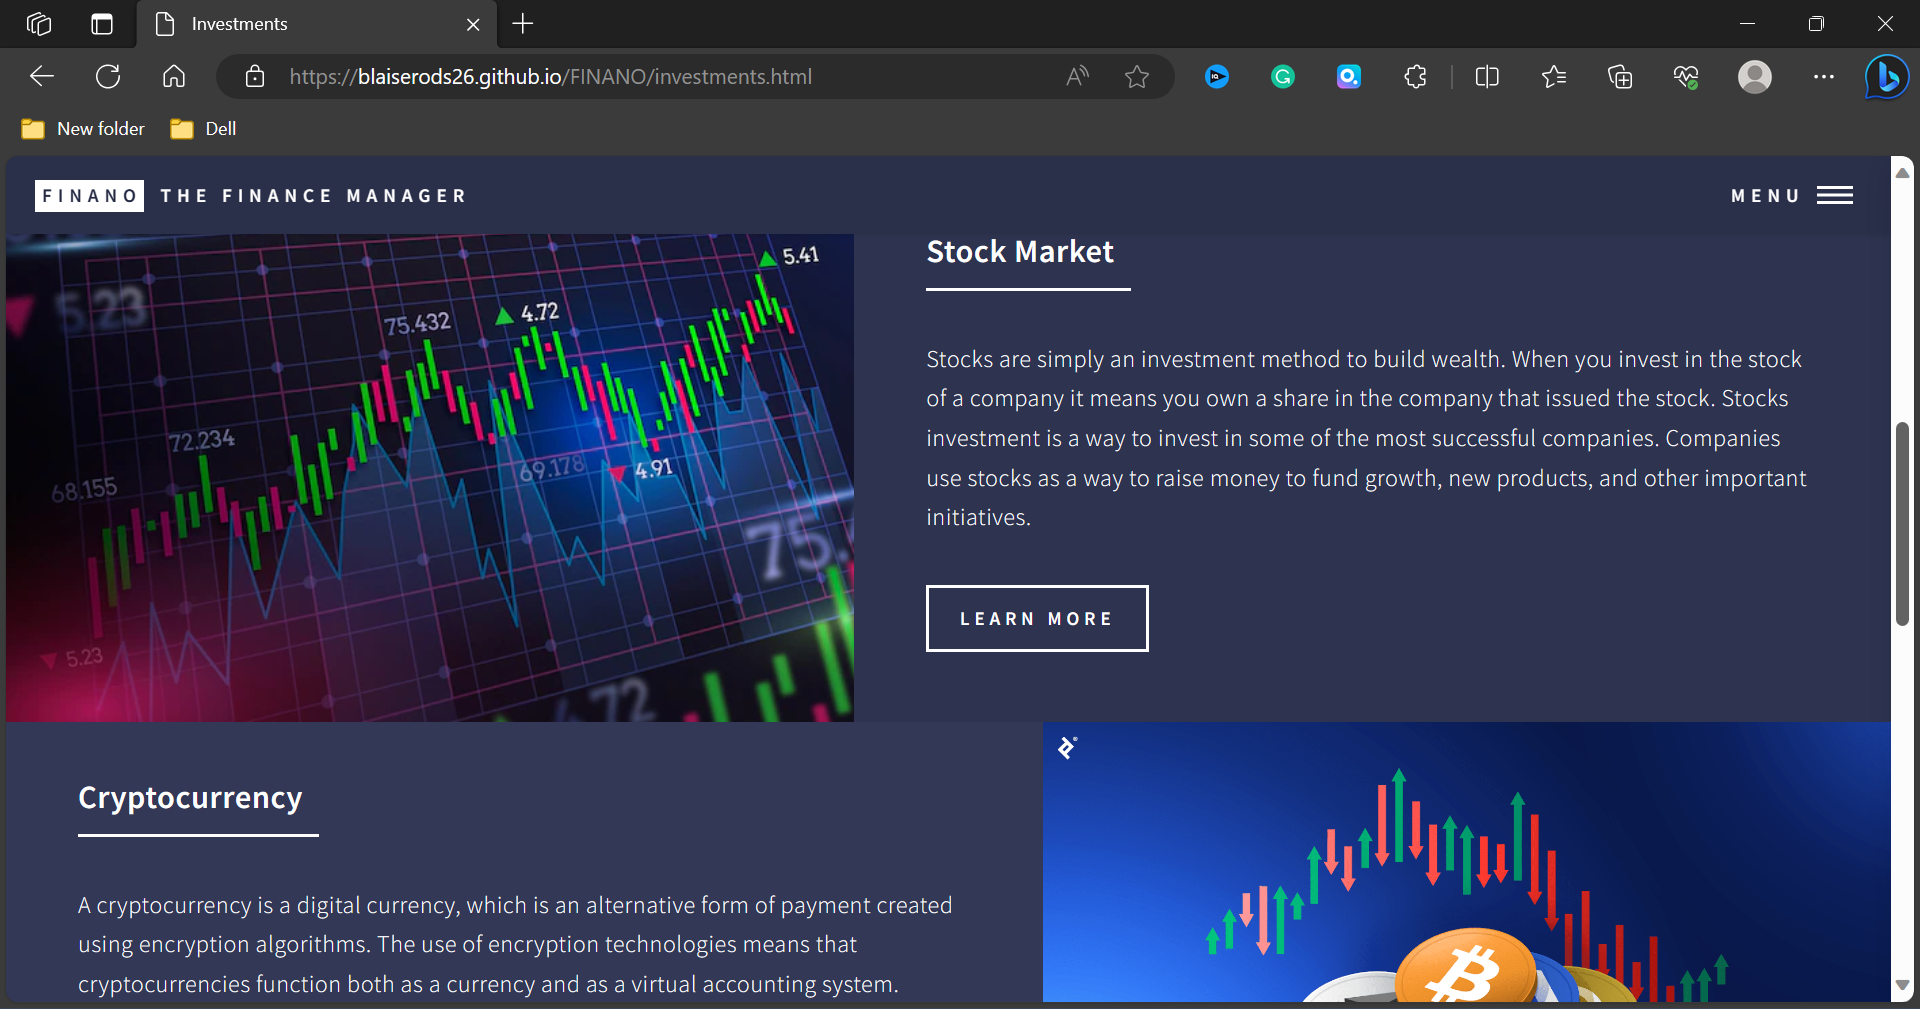 Investments
https://blaiserods26.github.io/FINANO/investments.html
New folder
Dell
FINANO THE FINANCE MANAGER
MENU
5.23
75.432
4.72
5.41
72.234
68.155
69.178
4.91
75.
5.23
72
Stock Market
Stocks are simply an investment method to build wealth. When you invest in the stock
of a company it means you own a share in the company that issued the stock. Stocks
investment is a way to invest in some of the most successful companies. Companies
use stocks as a way to raise money to fund growth, new products, and other important
initiatives.
LEARN MORE
Cryptocurrency
A cryptocurrency is a digital currency, which is an alternative form of payment created
using encryption algorithms. The use of encryption technologies means that
cryptocurrencies function both as a currency and as a virtual accounting system.